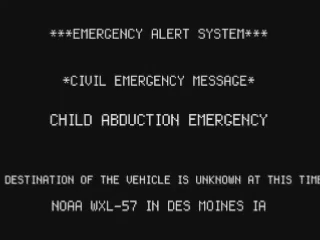 ***EMERGENCY ALERT SYSTEM***
*CIVIL EMERGENCY MESSAGE*
CHILD ABDUCTION EMERGENCY
DESTINATION OF THE VEHICLE IS UNKNOWN AT THIS TIME
NOAA WXL-57 IN DES MOINES IA